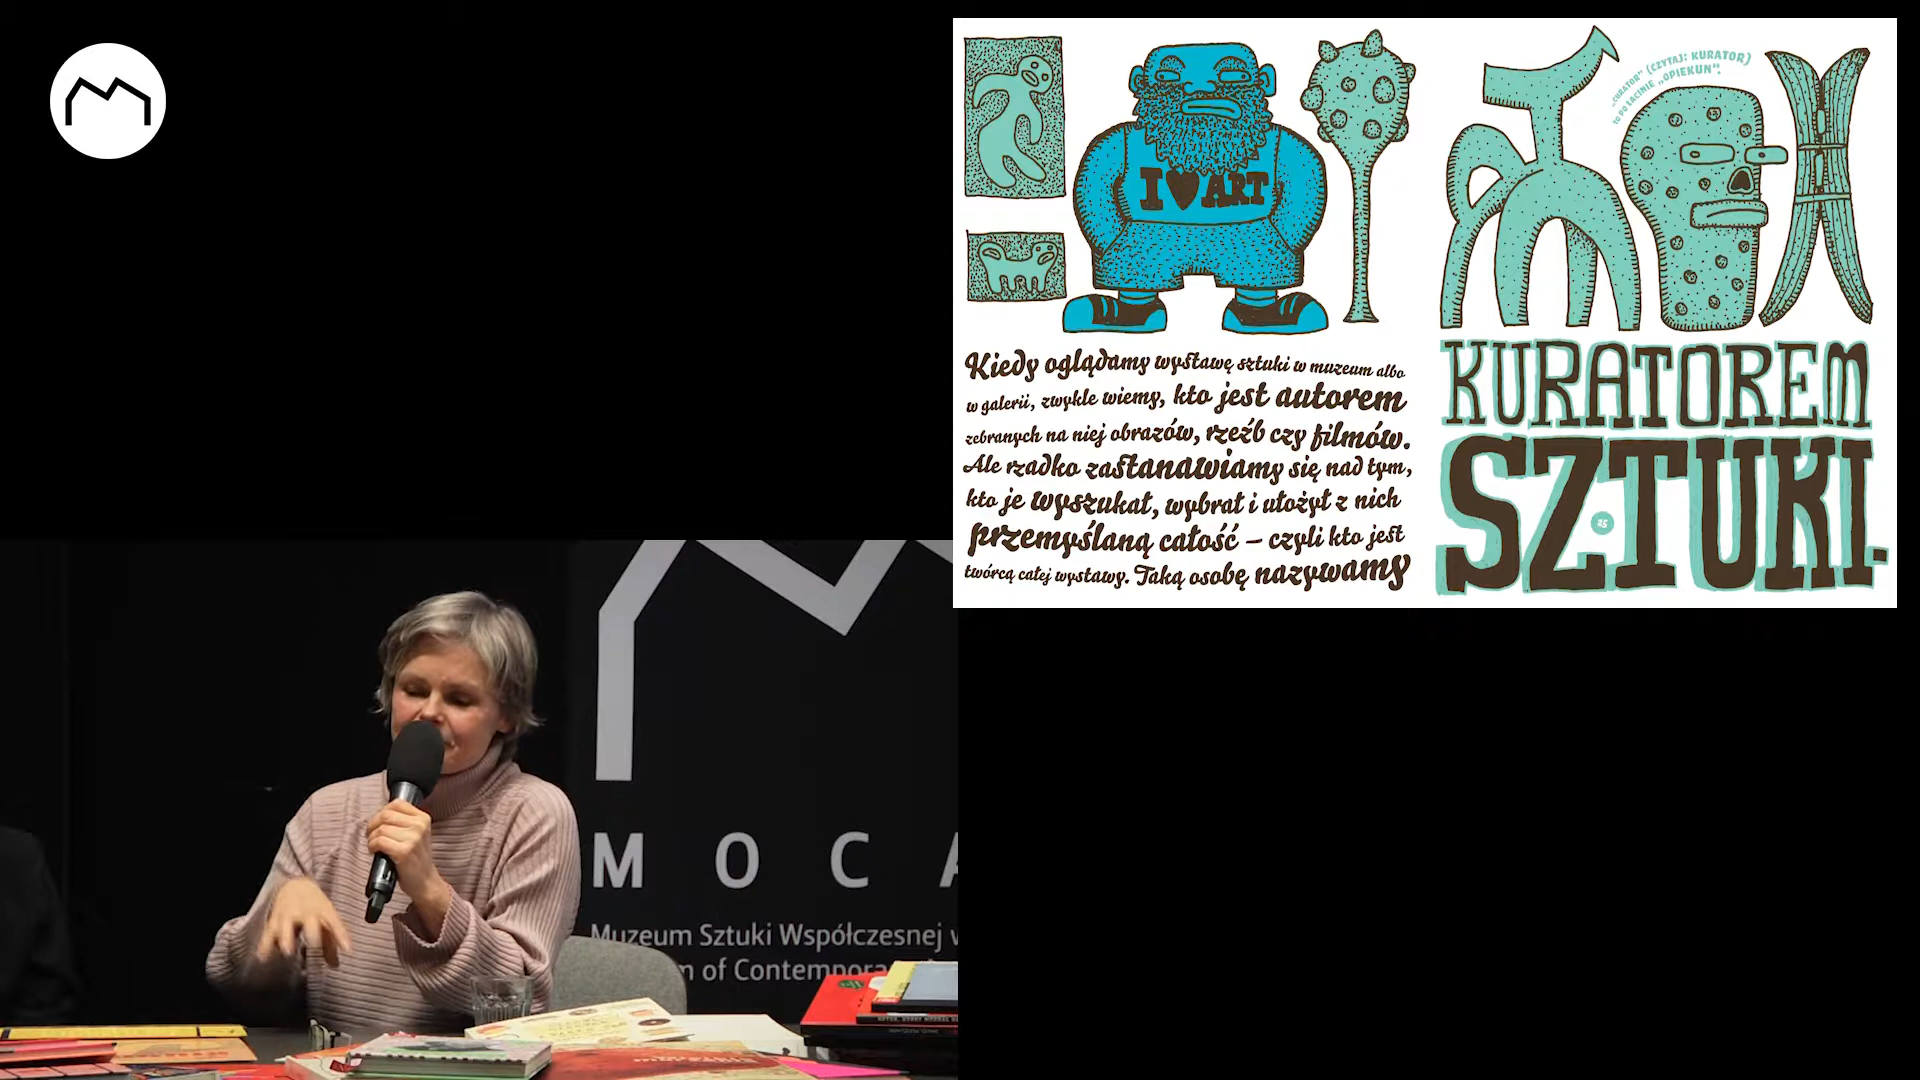 I ♥ ART
„CURATOR” (CZYTAJ: KURATOR)
TO PO ŁACINIE „OPIEKUN”.
Kiedy oglądamy wystawę sztuki w muzeum albo
w galerii, zwykle wiemy, kto jest autorem
zebranych na niej obrazów, rzeźb czy filmów.
Ale rzadko zastanawiamy się nad tym,
kto je wyszukał, wybrał i ułożył z nich
przemyślaną całość – czyli kto jest
twórcą całej wystawy. Taką osobę nazywamy
KURATOREM
SZTUKI.
25
MOCA
Muzeum Sztuki Współczesnej w
of Contempora